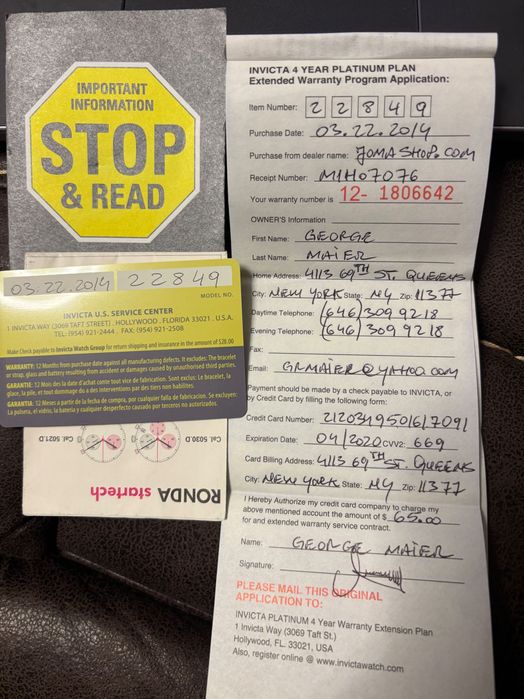 IMPORTANT
INFORMATION
STOP
& READ
03.22.2014 22849
MODEL NO.
INVICTA U.S. SERVICE CENTER
1 INVICTA WAY (3069 TAFT STREET) . HOLLYWOOD . FLORIDA 33021 . U.S.A.
TEL: (954) 921-2444 . FAX: (954) 921-2508
Make Check payable to Invicta Watch Group for return shipping and insurance in the amount of $28.00
WARRANTY: 12 Months from purchase date against all manufacturing defects. It excludes: The bracelet
or strap, glass and battery resulting from accident or damages caused by unauthorised third parties.
GARANTIE: 12 Mois des la date d'achat conte tout vice de fabrication. Sont exclus: Le bracelet, la
glace, la pile, et tout dommage du a des interventions par des tiers non habilites.
GARANTIA: 12 Meses a partir de la fecha de compra, por cualquier falla de fabricacion. Se excluyen:
La pulsera, el vidrio, la bateria y cualquier desperfecto causado por terceros no autorizados.
RONDA startech
Cal. 5030.D Cal. 5021.D
INVICTA 4 YEAR PLATINUM PLAN
Extended Warranty Program Application:
Item Number: 22849
Purchase Date: 03.22.2014
Purchase from dealer name: JOMASHOP.COM
Receipt Number: M1H07076
Your warranty number is 12- 1806642
OWNER'S Information
First Name: GEORGE
Last Name: MAIER
Home Address: 4113 69TH ST. QUEENS
City: NEW YORK State: NY Zip: 11377
Daytime Telephone: (646) 309 9218
Evening Telephone: (646) 309 9218
Fax:
Email: GRMAIER@YAHOO.COM
Payment should be made by a check payable to INVICTA, or
by Credit Card by filling the following form:
Credit Card Number:
Expiration Date: 04/2020 CVV2: 669
Card Billing Address: 4113 69TH ST. QUEENS
City: NEW YORK State: NY Zip: 11377
I Hereby Authorize my credit card company to charge my
above mentioned account the amount of $ 65.00
for and extended warranty service contract.
Name: GEORGE MAIER
Signature:
PLEASE MAIL THIS ORIGINAL
APPLICATION TO:
INVICTA PLATINUM 4 Year Warranty Extension Plan
1 Invicta Way (3069 Taft St.)
Hollywood, FL. 33021, USA
Also, register online @ www.invictawatch.com